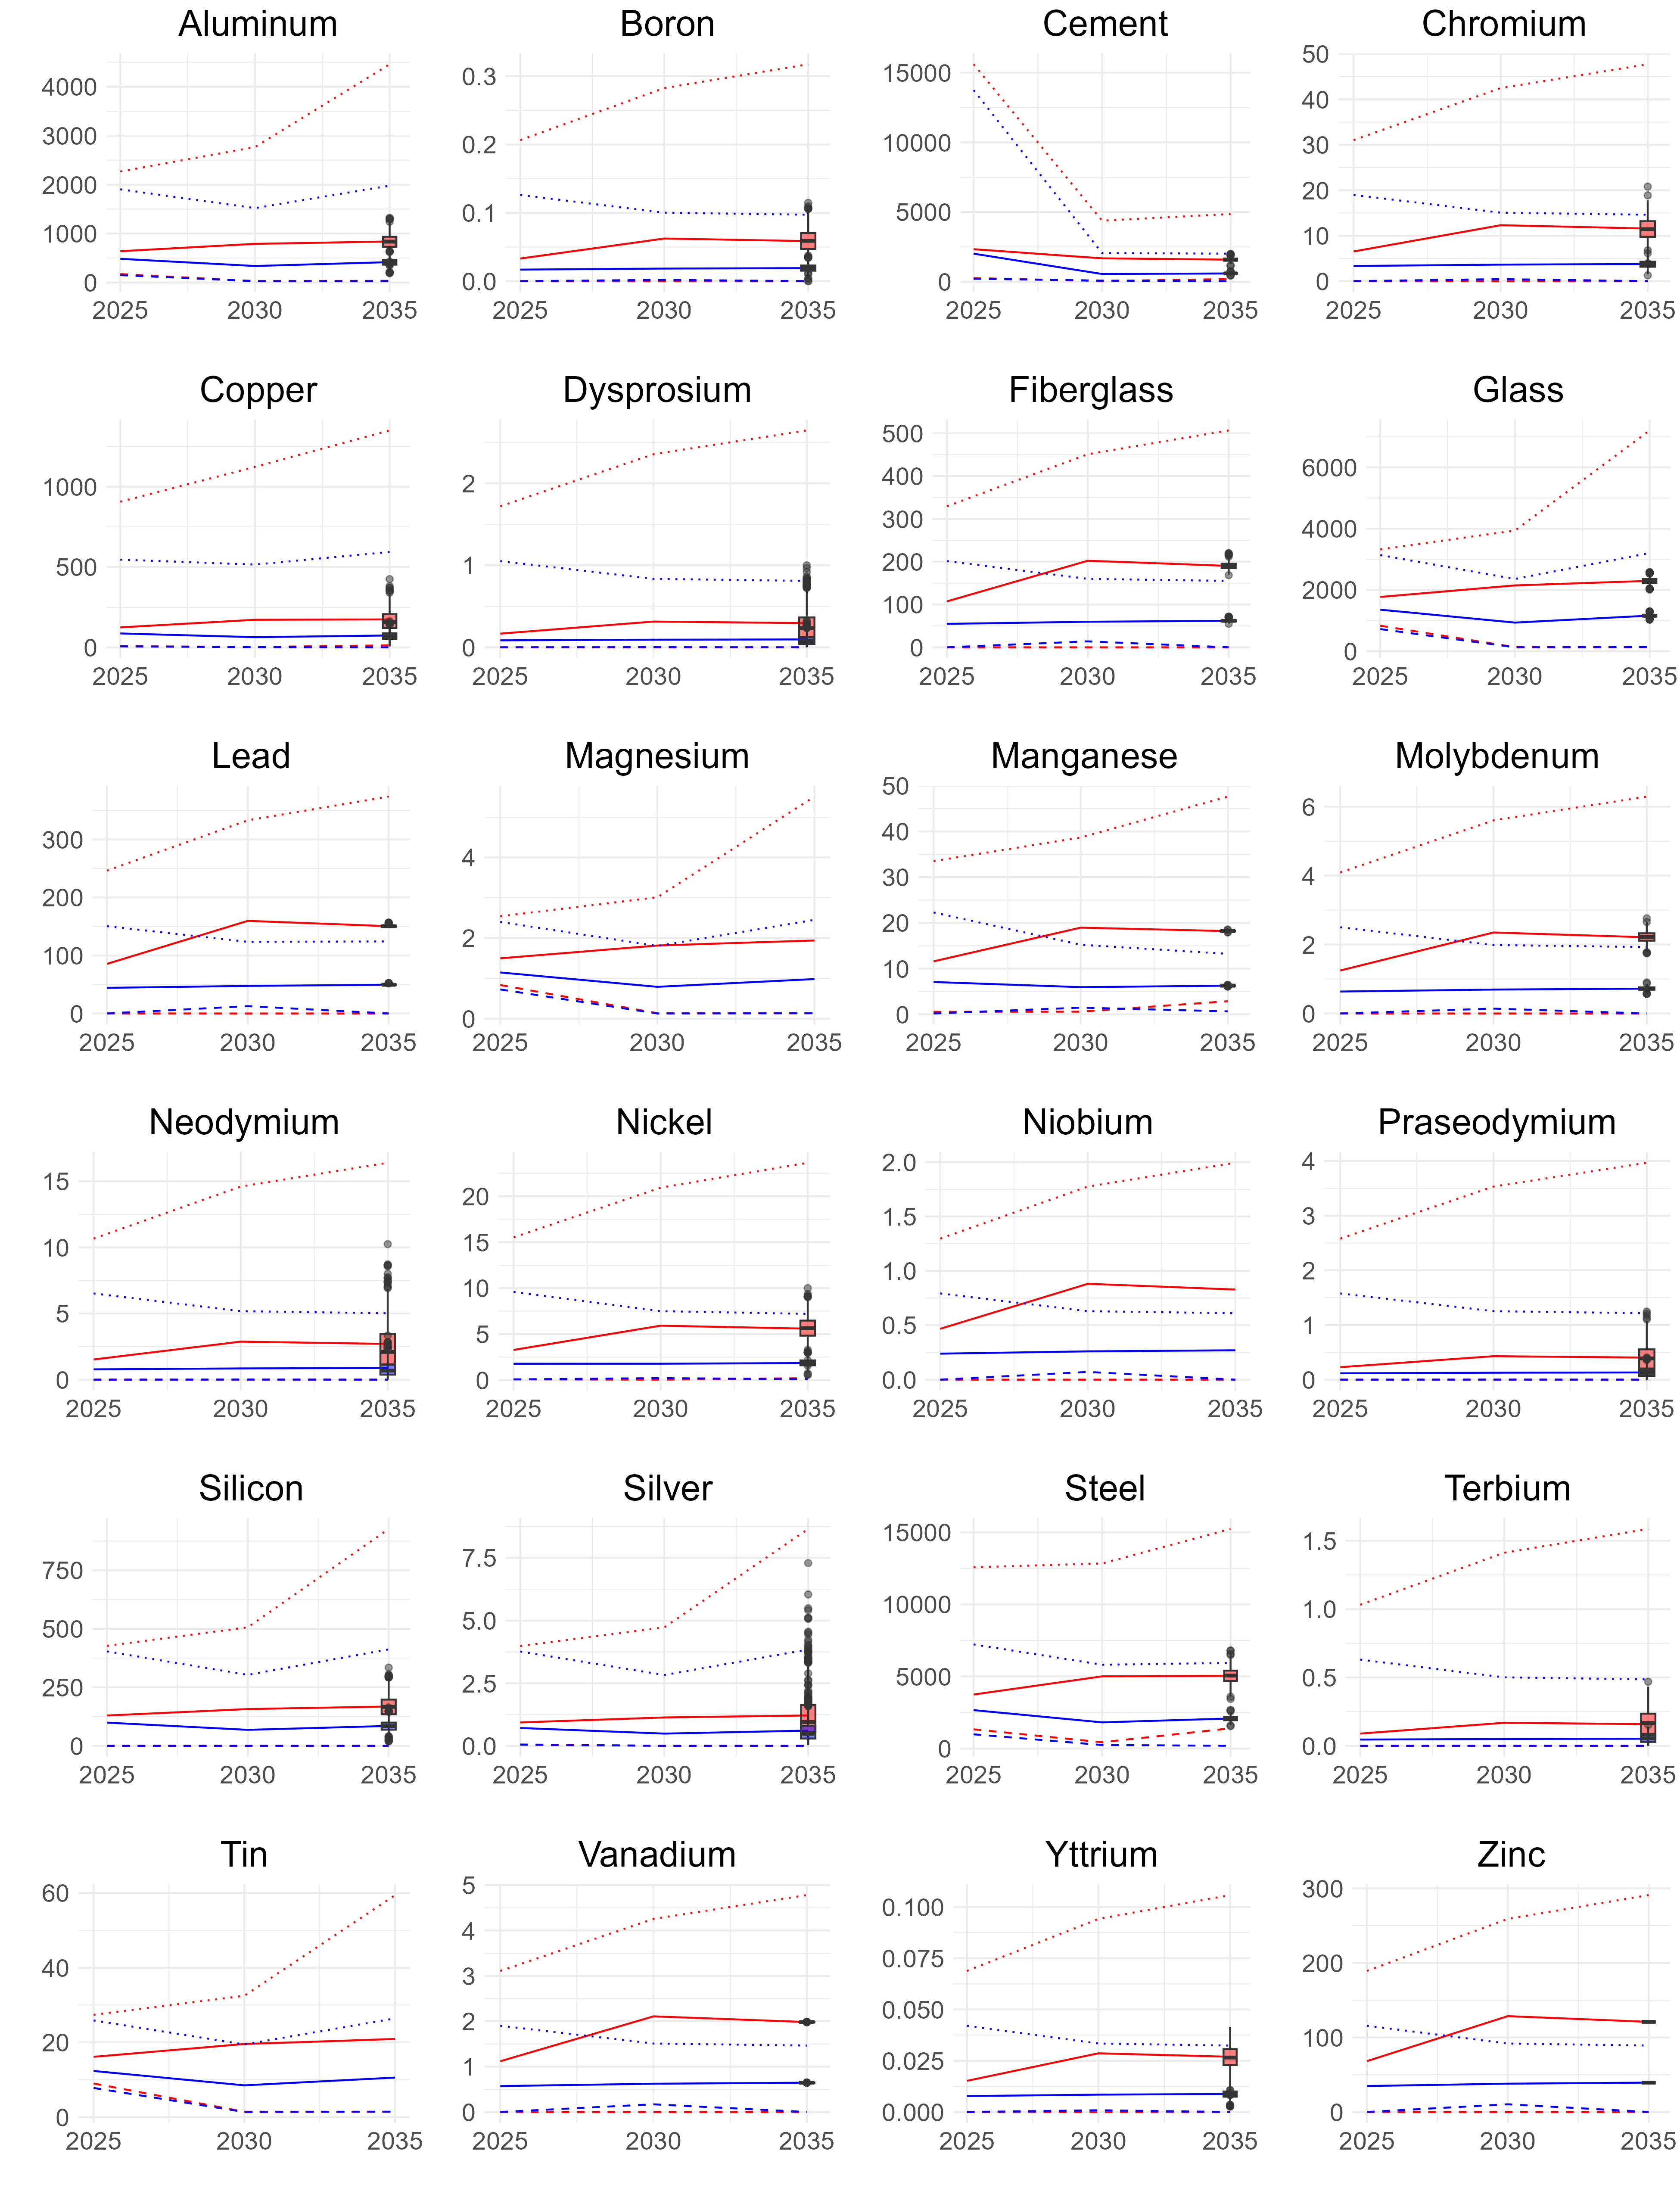 Aluminum Boron Cement Chromium
4000 3000 2000 1000 0
0.3 0.2 0.1 0.0
15000 10000 5000 0
50 40 30 20 10 0
2025 2030 2035 2025 2030 2035 2025 2030 2035 2025 2030 2035
Copper Dysprosium Fiberglass Glass
1000 500 0
2 1 0
500 400 300 200 100 0
6000 4000 2000 0
2025 2030 2035 2025 2030 2035 2025 2030 2035 2025 2030 2035
Lead Magnesium Manganese Molybdenum
300 200 100 0
4 2 0
50 40 30 20 10 0
6 4 2 0
2025 2030 2035 2025 2030 2035 2025 2030 2035 2025 2030 2035
Neodymium Nickel Niobium Praseodymium
15 10 5 0
20 15 10 5 0
2.0 1.5 1.0 0.5 0.0
4 3 2 1 0
2025 2030 2035 2025 2030 2035 2025 2030 2035 2025 2030 2035
Silicon Silver Steel Terbium
750 500 250 0
7.5 5.0 2.5 0.0
15000 10000 5000 0
1.5 1.0 0.5 0.0
2025 2030 2035 2025 2030 2035 2025 2030 2035 2025 2030 2035
Tin Vanadium Yttrium Zinc
60 40 20 0
5 4 3 2 1 0
0.100 0.075 0.050 0.025 0.000
300 200 100 0
2025 2030 2035 2025 2030 2035 2025 2030 2035 2025 2030 2035